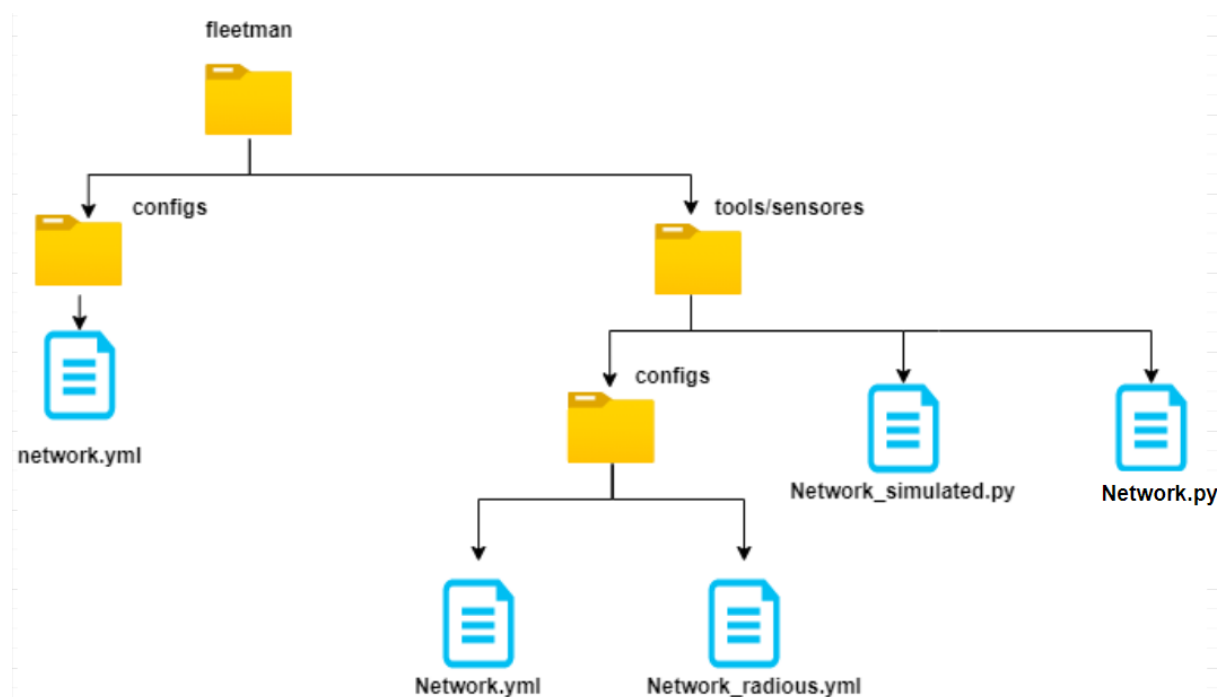 fleetman
configs
tools/sensores
network.yml
configs
Network_simulated.py
Network.py
Network.yml
Network_radious.yml